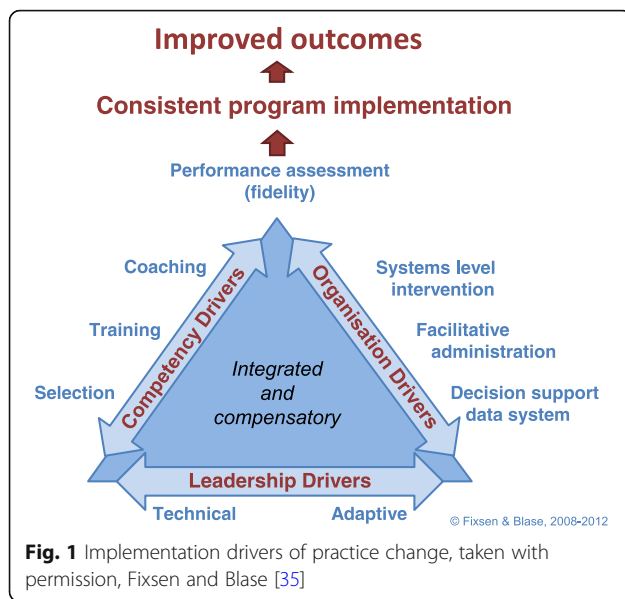 Improved outcomes
Consistent program implementation
Performance assessment
(fidelity)
Coaching
Training
Selection
Competency Drivers
Organisation Drivers
Systems level
intervention
Facilitative
administration
Decision support
data system
Integrated
and
compensatory
Leadership Drivers
Technical
Adaptive
© Fixsen & Blase, 2008-2012
Fig. 1 Implementation drivers of practice change, taken with
permission, Fixsen and Blase [35]